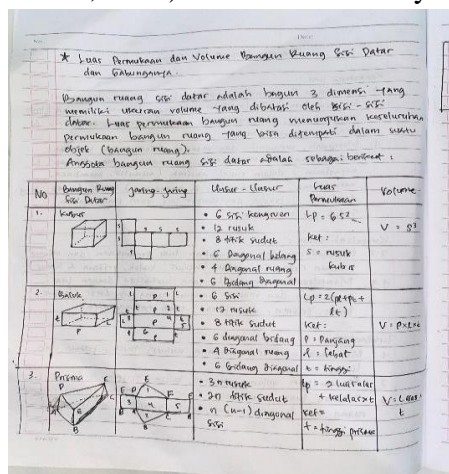 * Luas Permukaan dan Volume Bangun Ruang Sisi Datar
dan Gabungannya.
Bangun ruang sisi datar adalah bagun 3 dimensi yang
memiliki ukuran volume yang dibatasi oleh sisi-sisi
datar. Luas permukaan bangun ruang menunjukan keseluruhan
permukaan bangun ruang yang bisa ditempati dalam suatu
objek (bangun ruang).
Anggota bangun ruang sisi datar adalah sebagai berikut :
No
Bangun Ruang
Sisi Datar
Jaring-jaring
Unsur-Unsur
Luas
Permukaan
Volume
1.
Kubus
• 6 sisi kongruen
• 12 rusuk
• 8 titik sudut
• 6 Diagonal bidang
• 4 Diagonal ruang
• 6 Bidang Diagonal
Lp = 6.s²
ket :
s = rusuk
kubus
V = s³
2.
Balok
• 6 sisi
• 12 rusuk
• 8 titik sudut
• 6 diagonal bidang
• 4 diagonal ruang
• 6 bidang diagonal
Lp = 2(pl+pt+
lt)
Ket:
P = Panjang
l = lebar
t = tinggi
V = P×l×t
3.
Prisma
• 3n rusuk
• 2n titik sudut
• n (n-1) diagonal
sisi
Lp = 2 luas alas
+ kel alas×t
ket=
t = tinggi prisma
V = L alas .
t